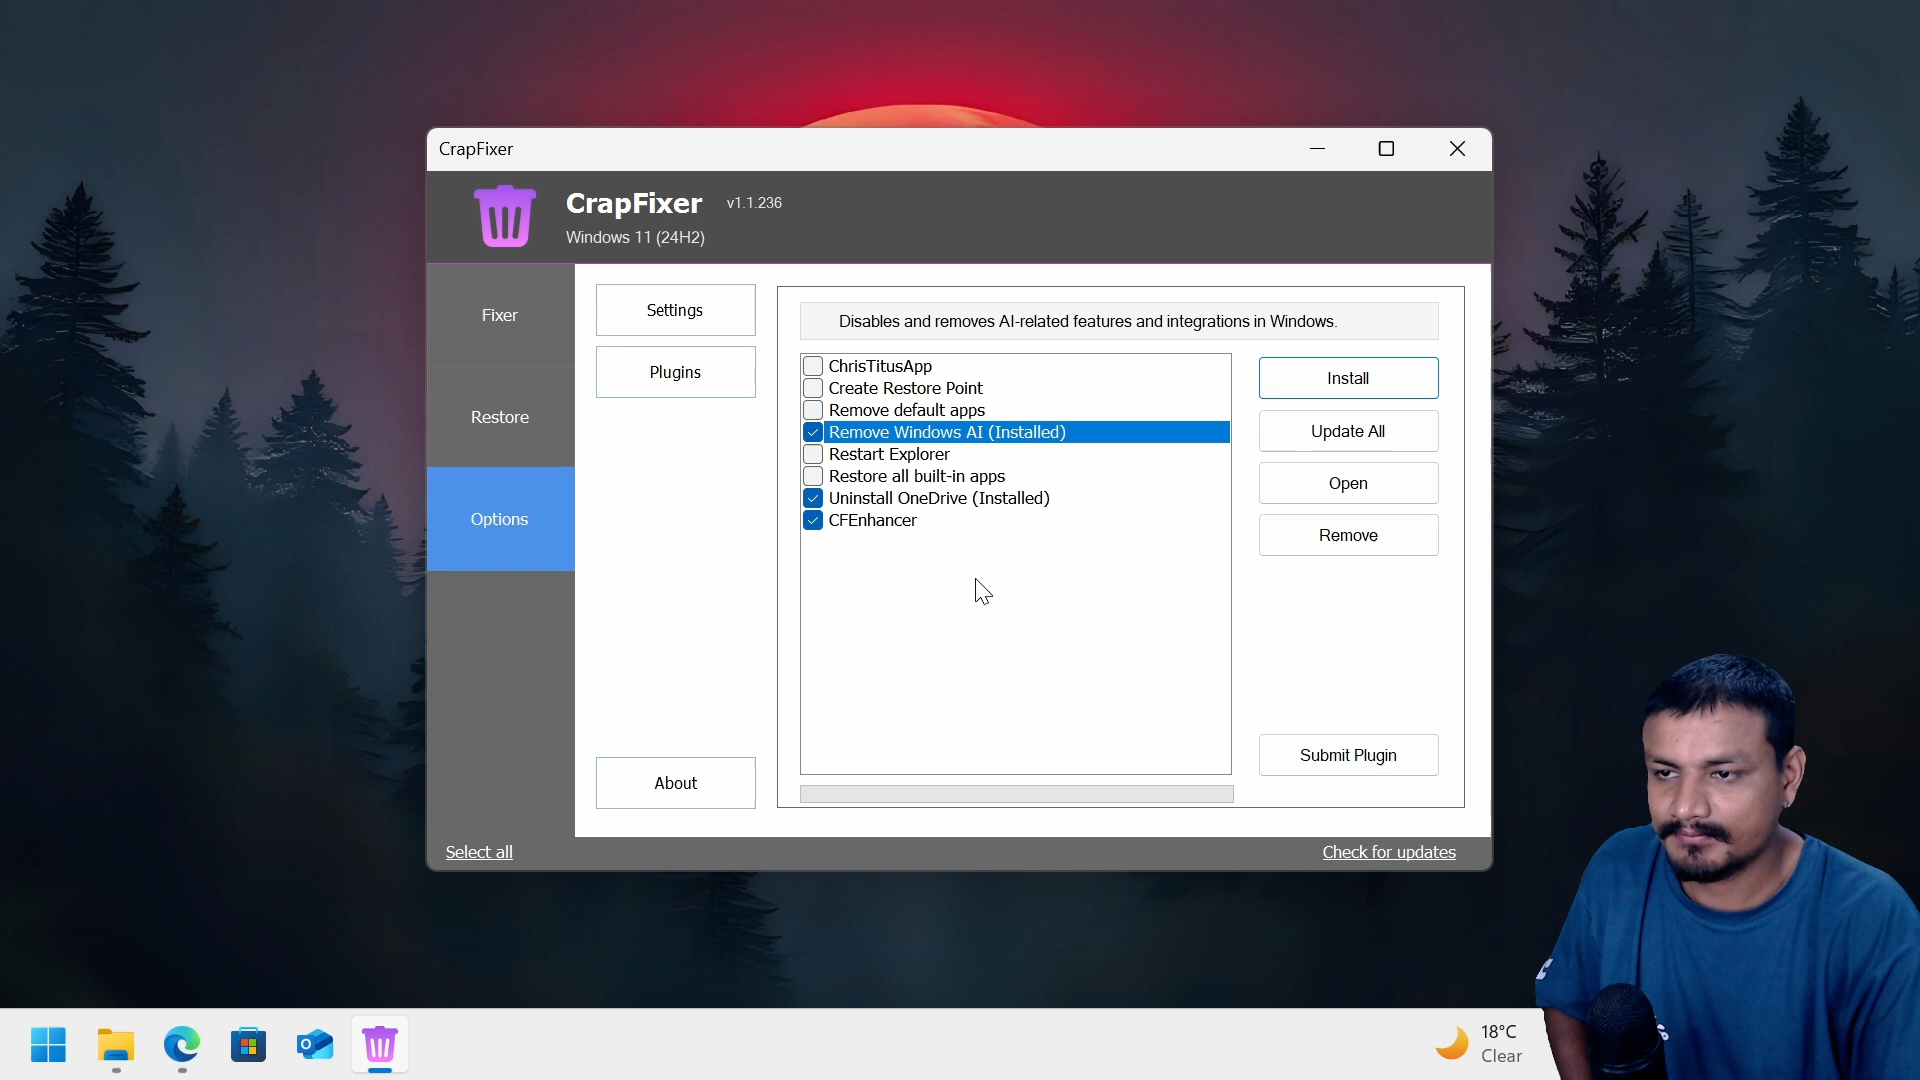 CrapFixer
CrapFixer v1.1.236
Windows 11 (24H2)
Fixer
Restore
Options
Settings
Plugins
About
Disables and removes AI-related features and integrations in Windows.
ChrisTitusApp
Create Restore Point
Remove default apps
Remove Windows AI (Installed)
Restart Explorer
Restore all built-in apps
Uninstall OneDrive (Installed)
CFEnhancer
Install
Update All
Open
Remove
Submit Plugin
Select all
Check for updates
18°C
Clear